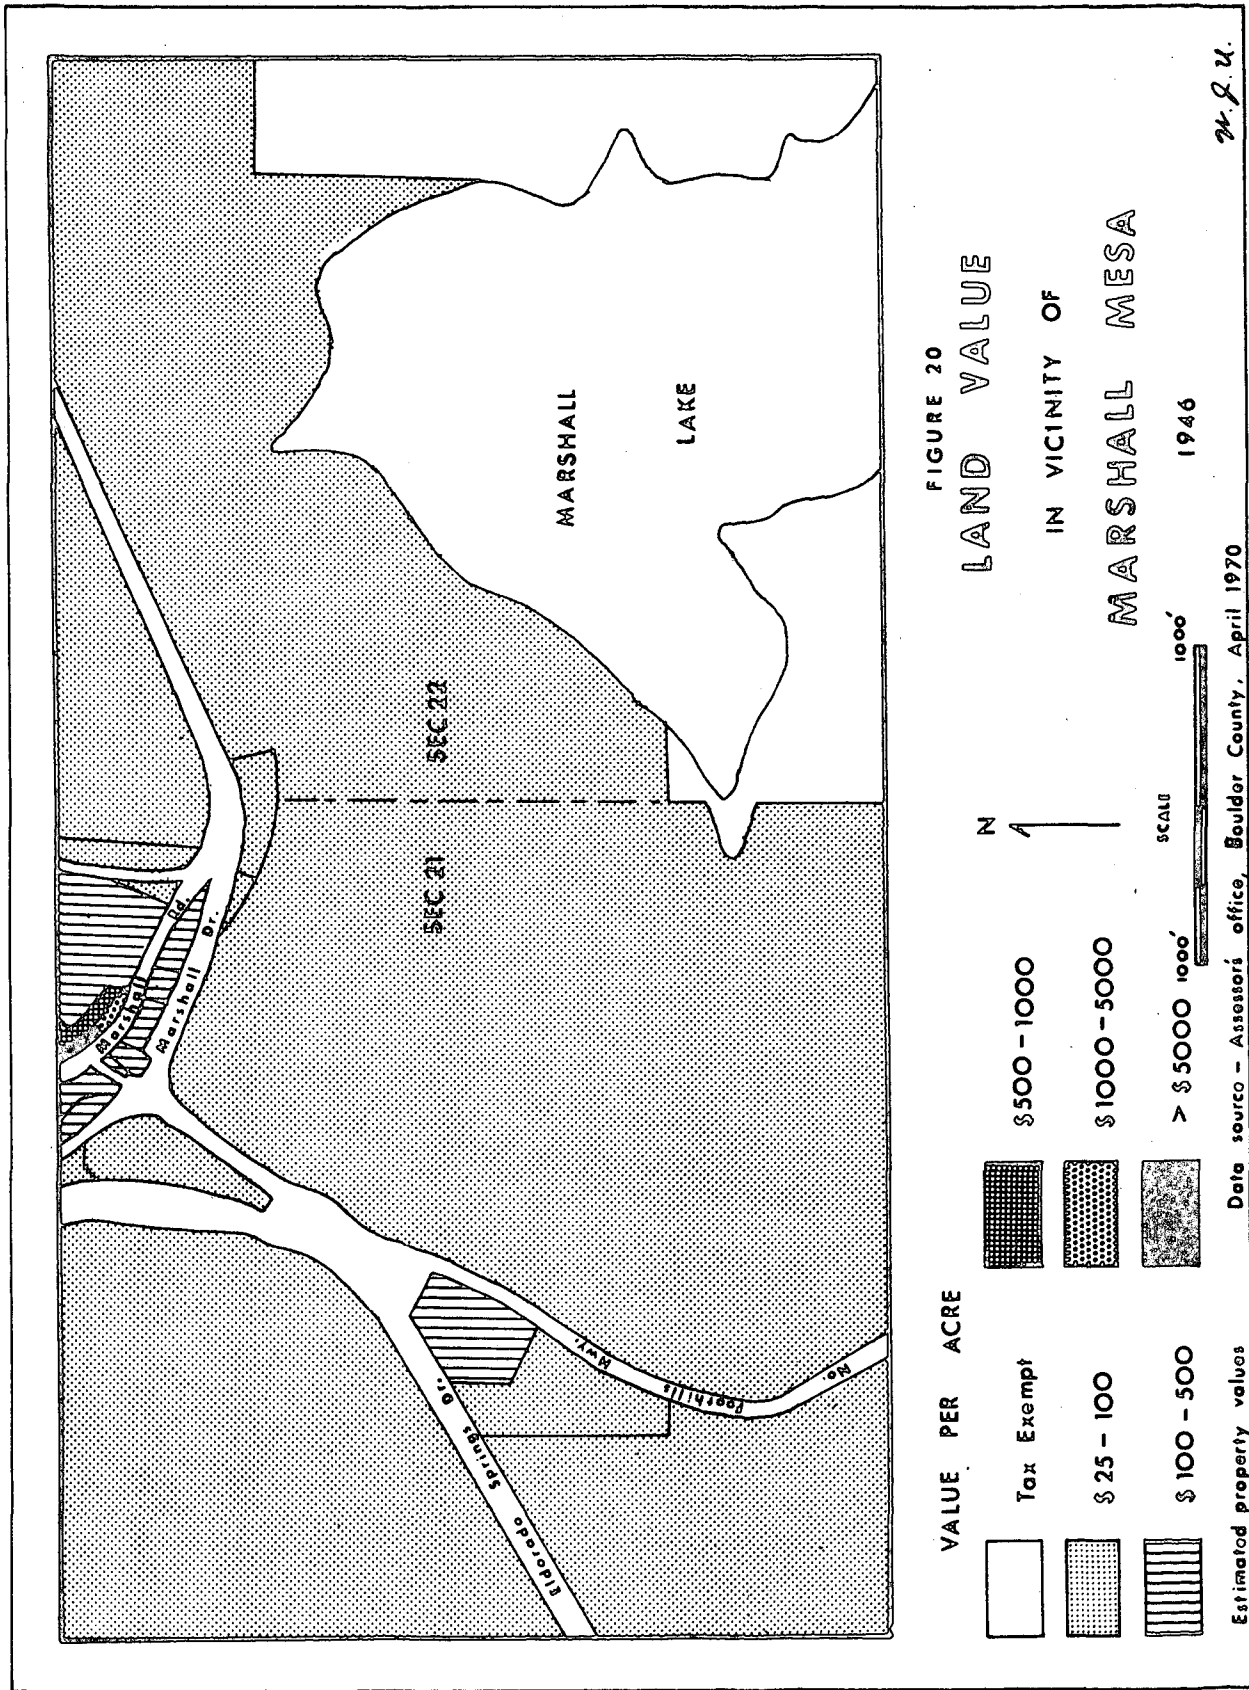 Marshall Rd.
Marshall Dr.
SEC 21
SEC 22
MARSHALL
LAKE
Eldorado Springs Dr.
Foothills Hwy.
No
FIGURE 20
LAND VALUE
IN VICINITY OF
MARSHALL MESA
1946
N
SCALE
1000' 1000'
VALUE PER ACRE
Tax Exempt
$25-100
$100-500
$500-1000
$1000-5000
> $5000
Estimated property values
Data source - Assessors' office, Boulder County, April 1970
W.J.U.